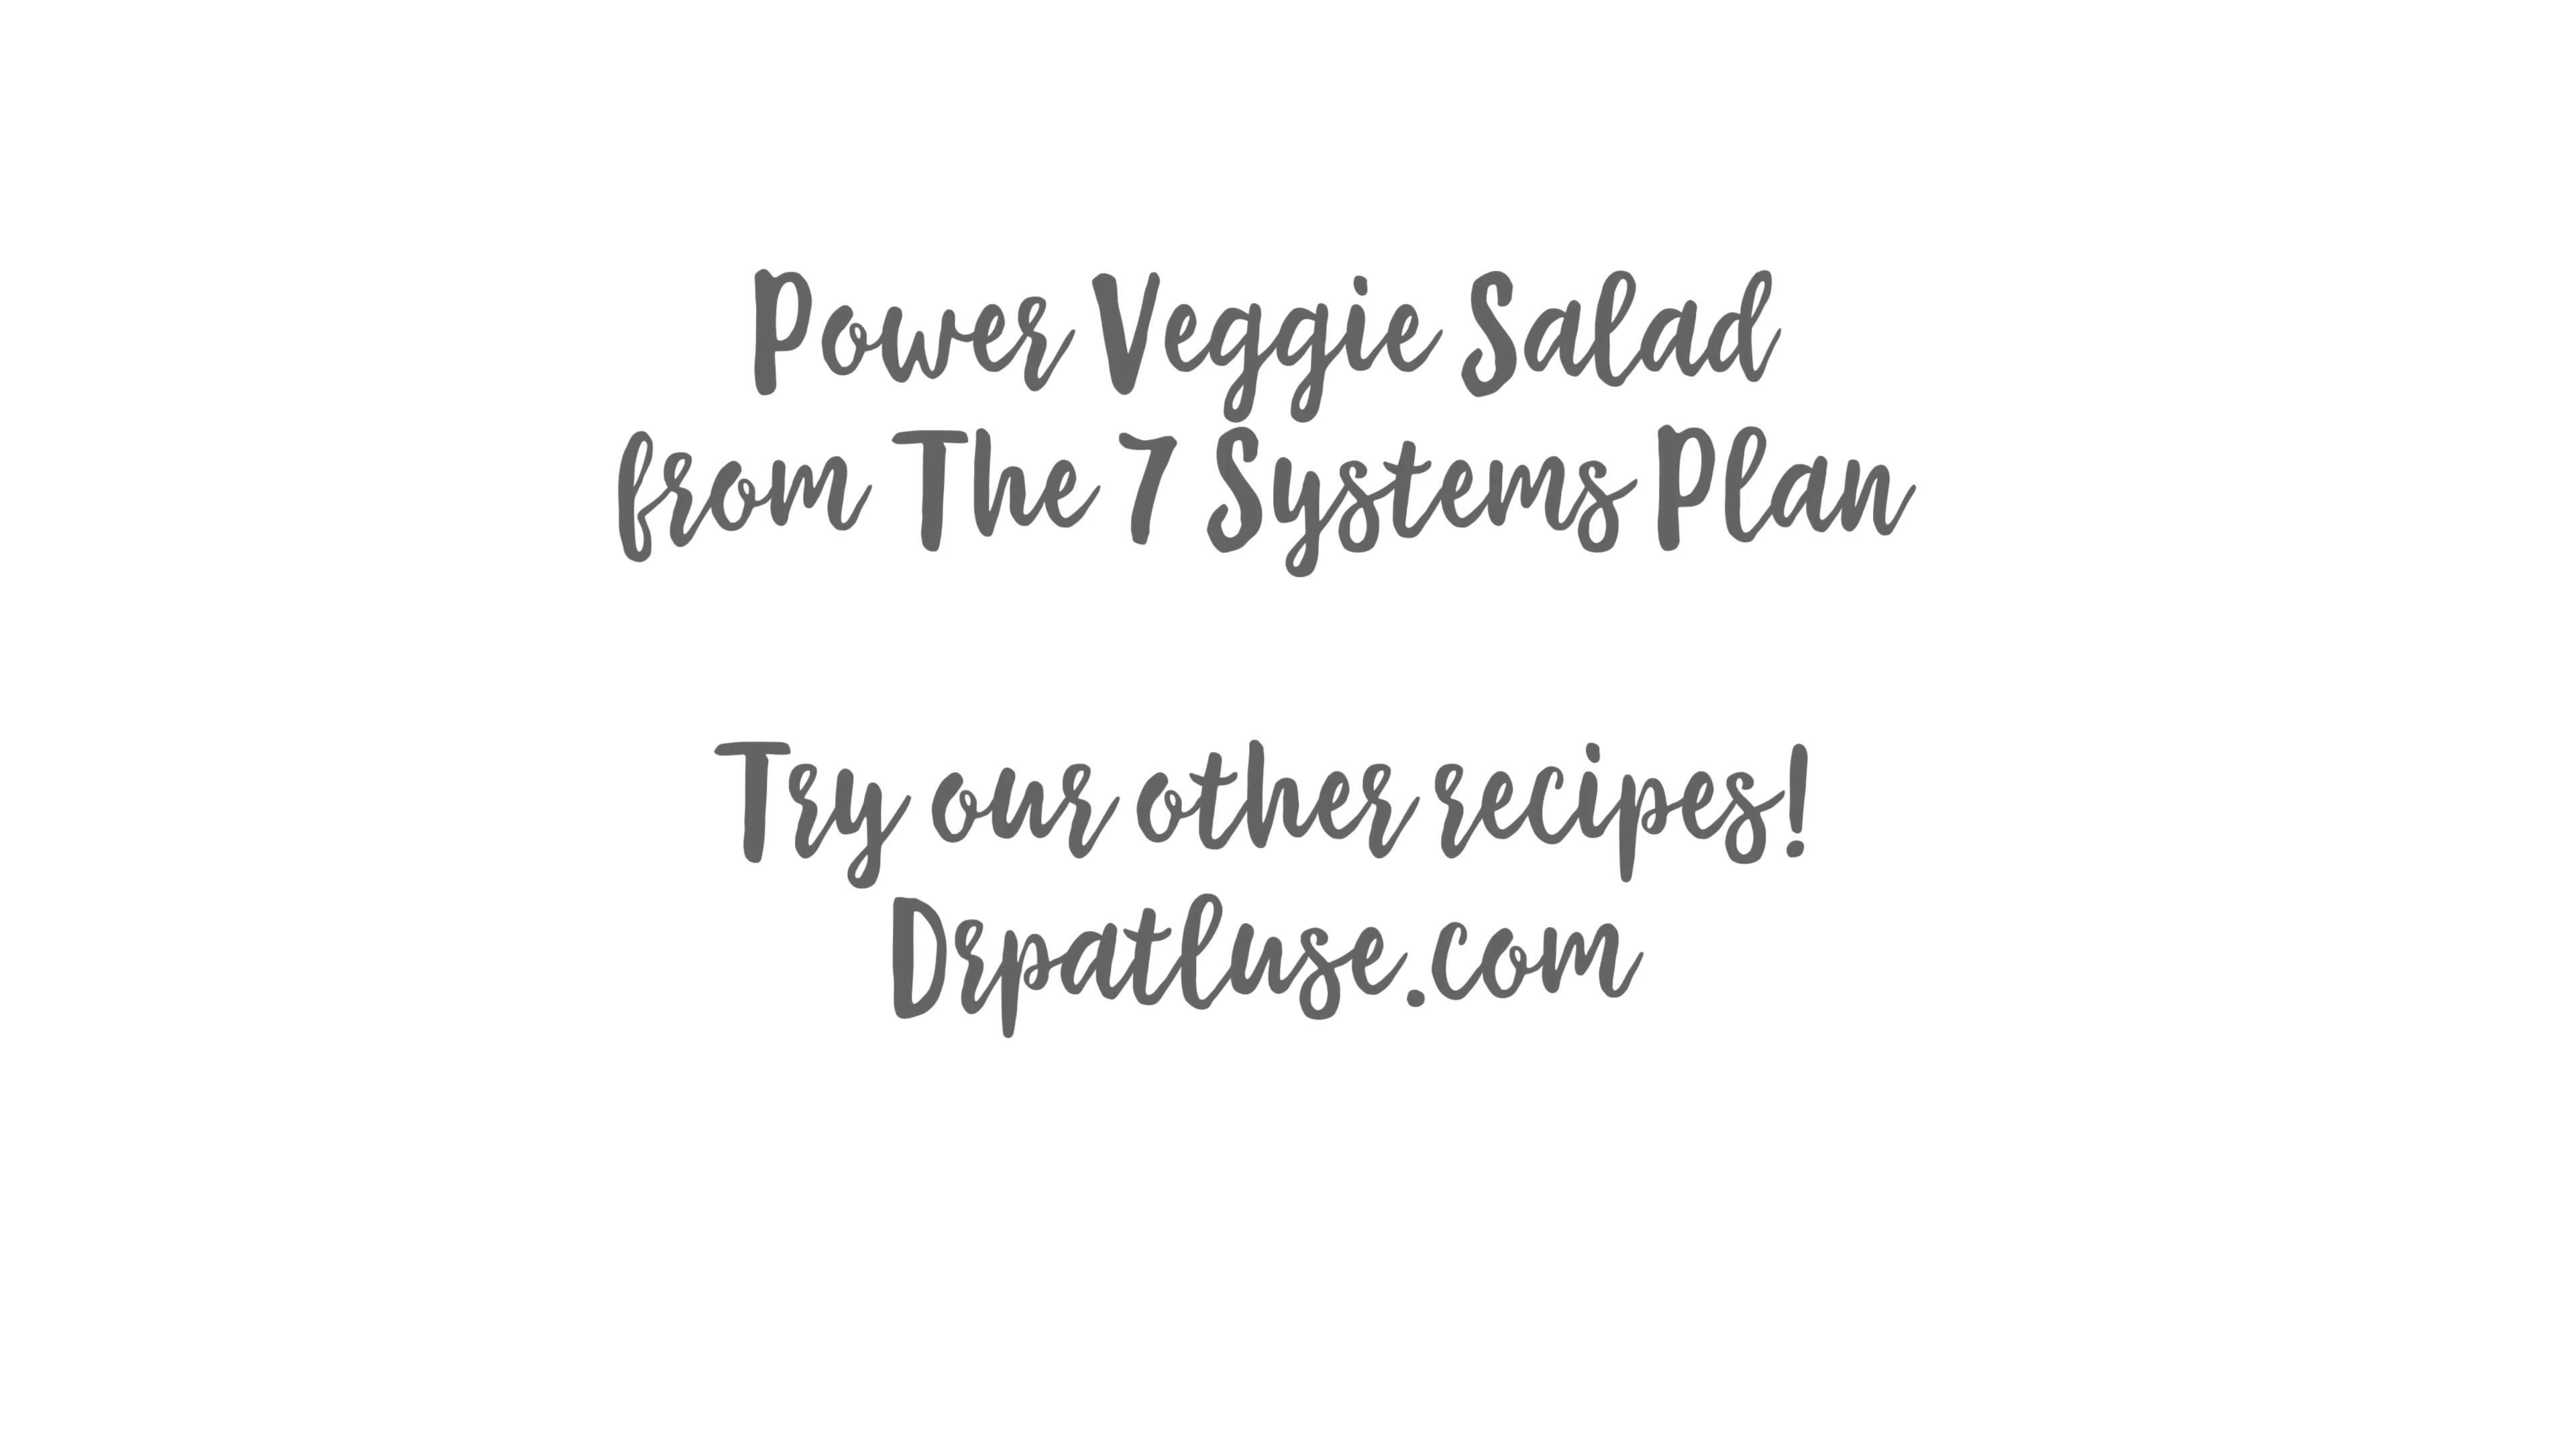 Power Veggie Salad
from The 7 Systems Plan
Try our other recipes!
Drpatluse.com